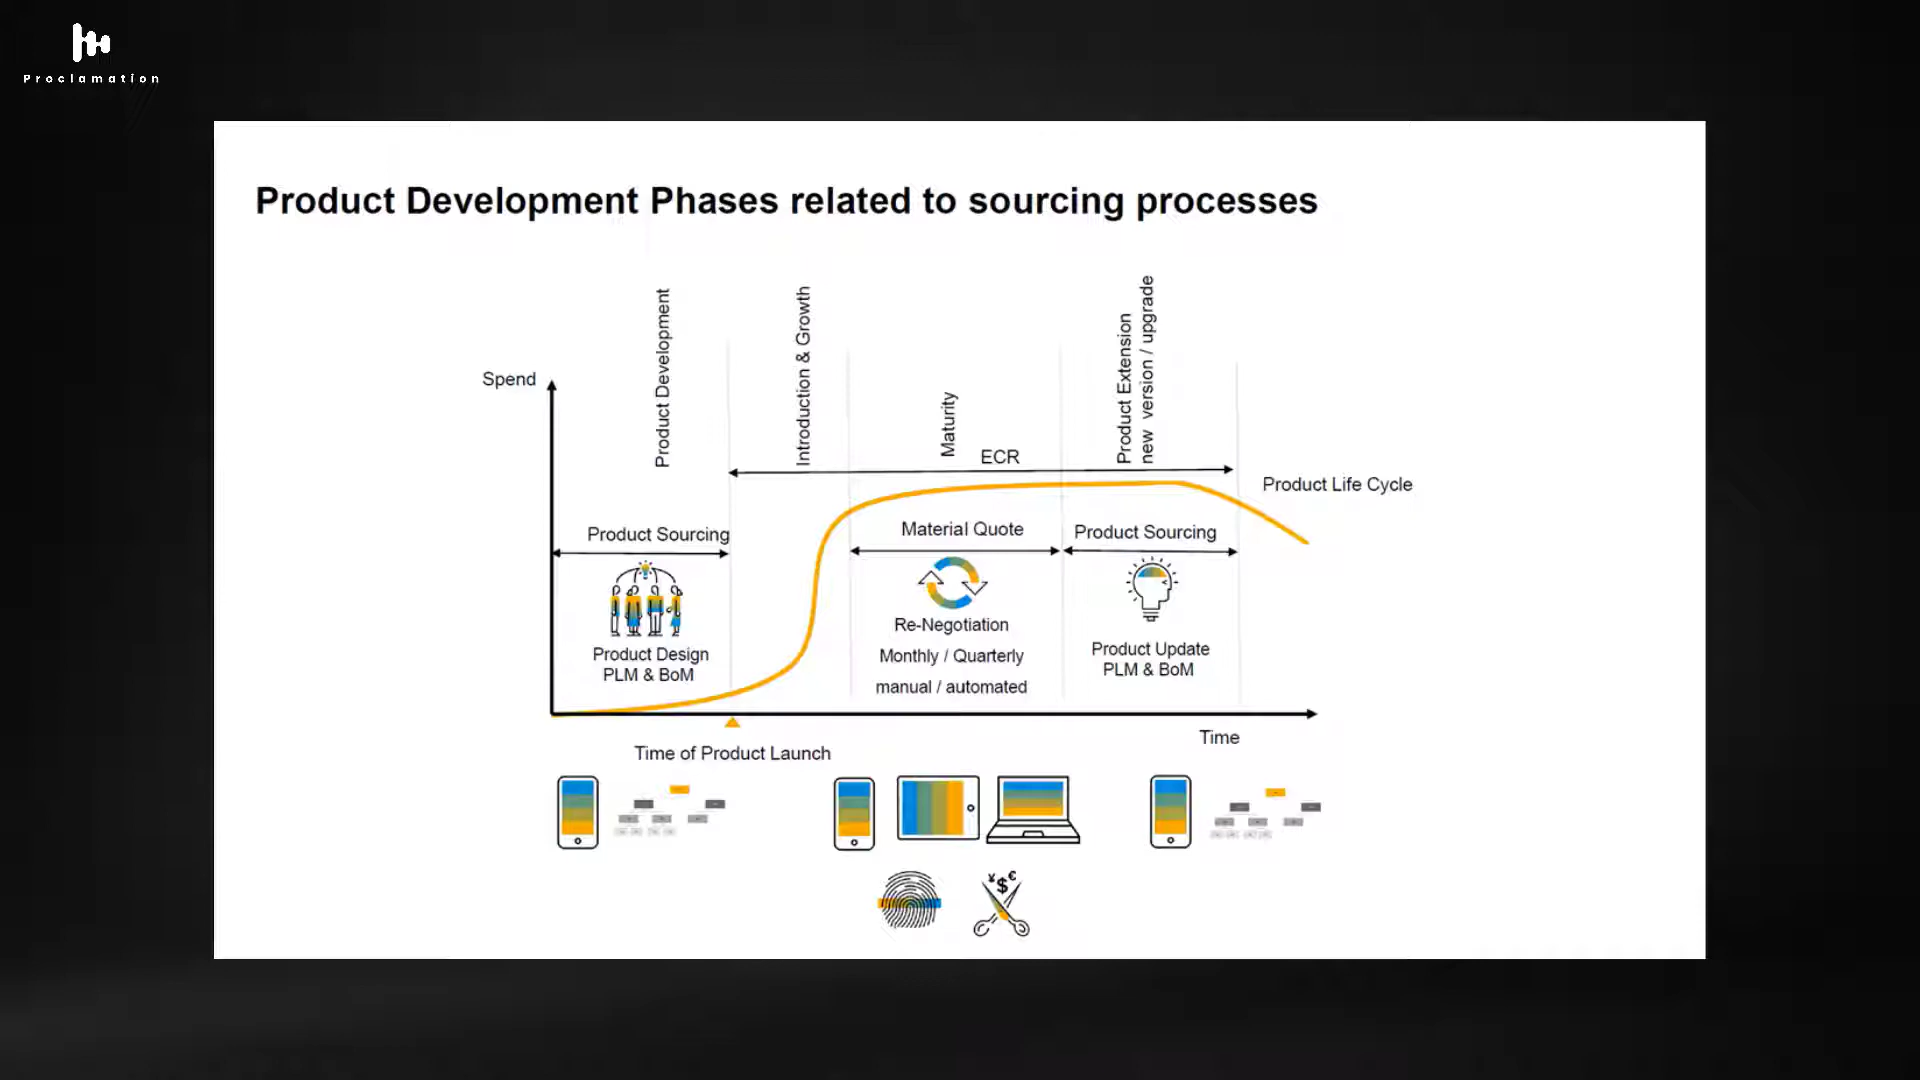 Proclamation
Product Development Phases related to sourcing processes
Product Development
Introduction & Growth
Maturity
Product Extension
new version / upgrade
Spend
ECR
Product Life Cycle
Product Sourcing
Material Quote
Product Sourcing
Product Design
PLM & BoM
Re-Negotiation
Monthly / Quarterly
manual / automated
Product Update
PLM & BoM
Time
Time of Product Launch
¥ $ €